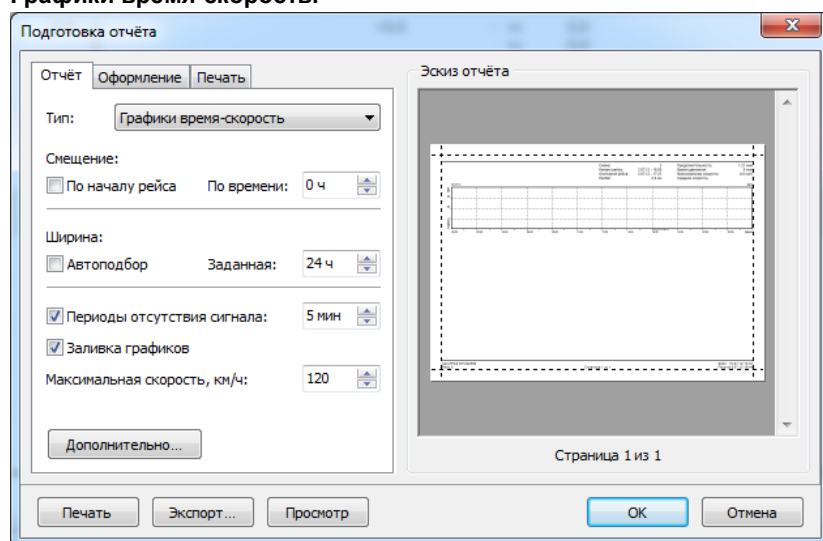 Графики время-скорость.
Подготовка отчёта
Отчёт Оформление Печать
Тип: Графики время-скорость
Смещение:
По началу рейса По времени: 0 ч
Ширина:
Автоподбор Заданная: 24 ч
Периоды отсутствия сигнала: 5 мин
Заливка графиков
Максимальная скорость, км/ч: 120
Дополнительно...
Эскиз отчёта
Страница 1 из 1
Печать Экспорт... Просмотр OK Отмена